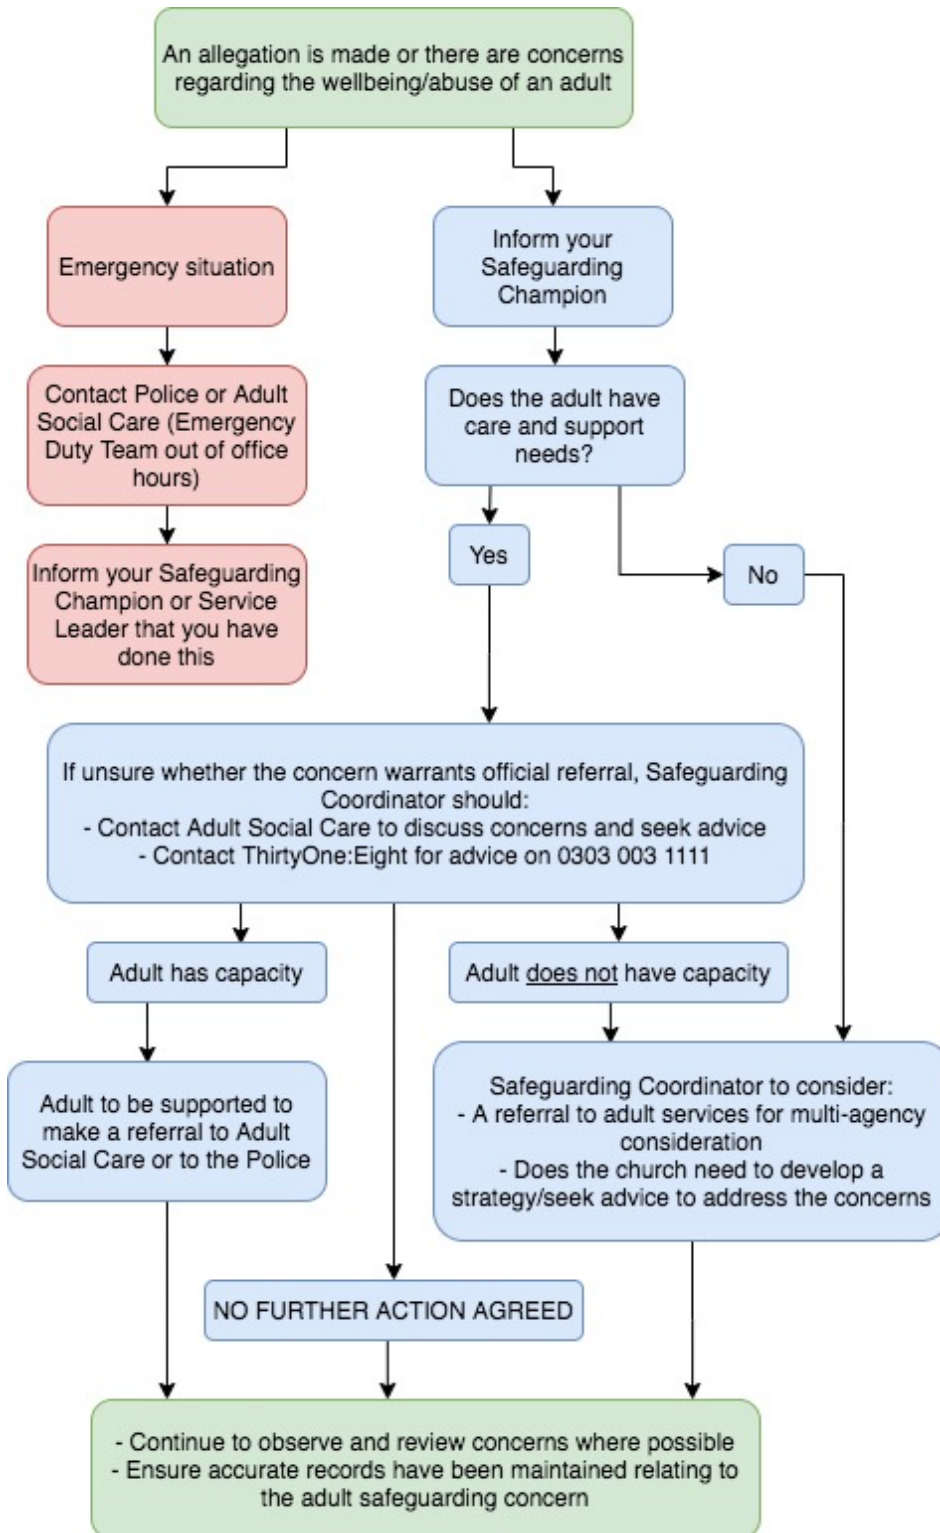 An allegation is made or there are concerns
regarding the wellbeing/abuse of an adult
Emergency situation
Inform your
Safeguarding
Champion
Contact Police or Adult
Social Care (Emergency
Duty Team out of office
hours)
Does the adult have
care and support
needs?
Yes
No
Inform your Safeguarding
Champion or Service
Leader that you have
done this
If unsure whether the concern warrants official referral, Safeguarding
Coordinator should:
- Contact Adult Social Care to discuss concerns and seek advice
- Contact ThirtyOne:Eight for advice on 0303 003 1111
Adult has capacity
Adult does not have capacity
Adult to be supported to
make a referral to Adult
Social Care or to the Police
Safeguarding Coordinator to consider:
- A referral to adult services for multi-agency
consideration
- Does the church need to develop a
strategy/seek advice to address the concerns
NO FURTHER ACTION AGREED
- Continue to observe and review concerns where possible
- Ensure accurate records have been maintained relating to
the adult safeguarding concern